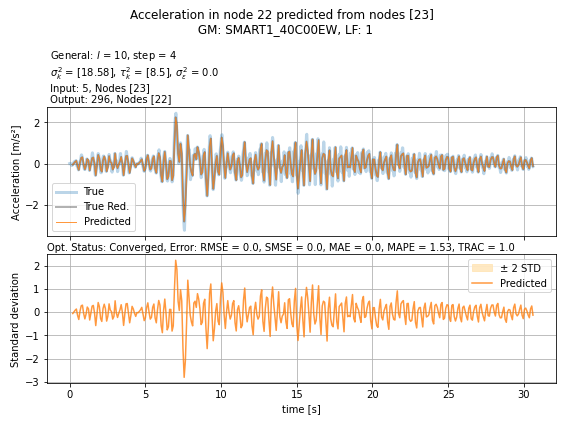 Acceleration in node 22 predicted from nodes [23]
GM: SMART1_40C00EW, LF: 1
General: l = 10, step = 4
σ²ₖ = [18.58], τ²ₖ = [8.5], σ²ε = 0.0
Input: 5, Nodes [23]
Output: 296, Nodes [22]
Acceleration [m/s²]
2
0
−2
True
True Red.
Predicted
Opt. Status: Converged, Error: RMSE = 0.0, SMSE = 0.0, MAE = 0.0, MAPE = 1.53, TRAC = 1.0
Standard deviation
2
1
0
−1
−2
−3
± 2 STD
Predicted
0 5 10 15 20 25 30
time [s]